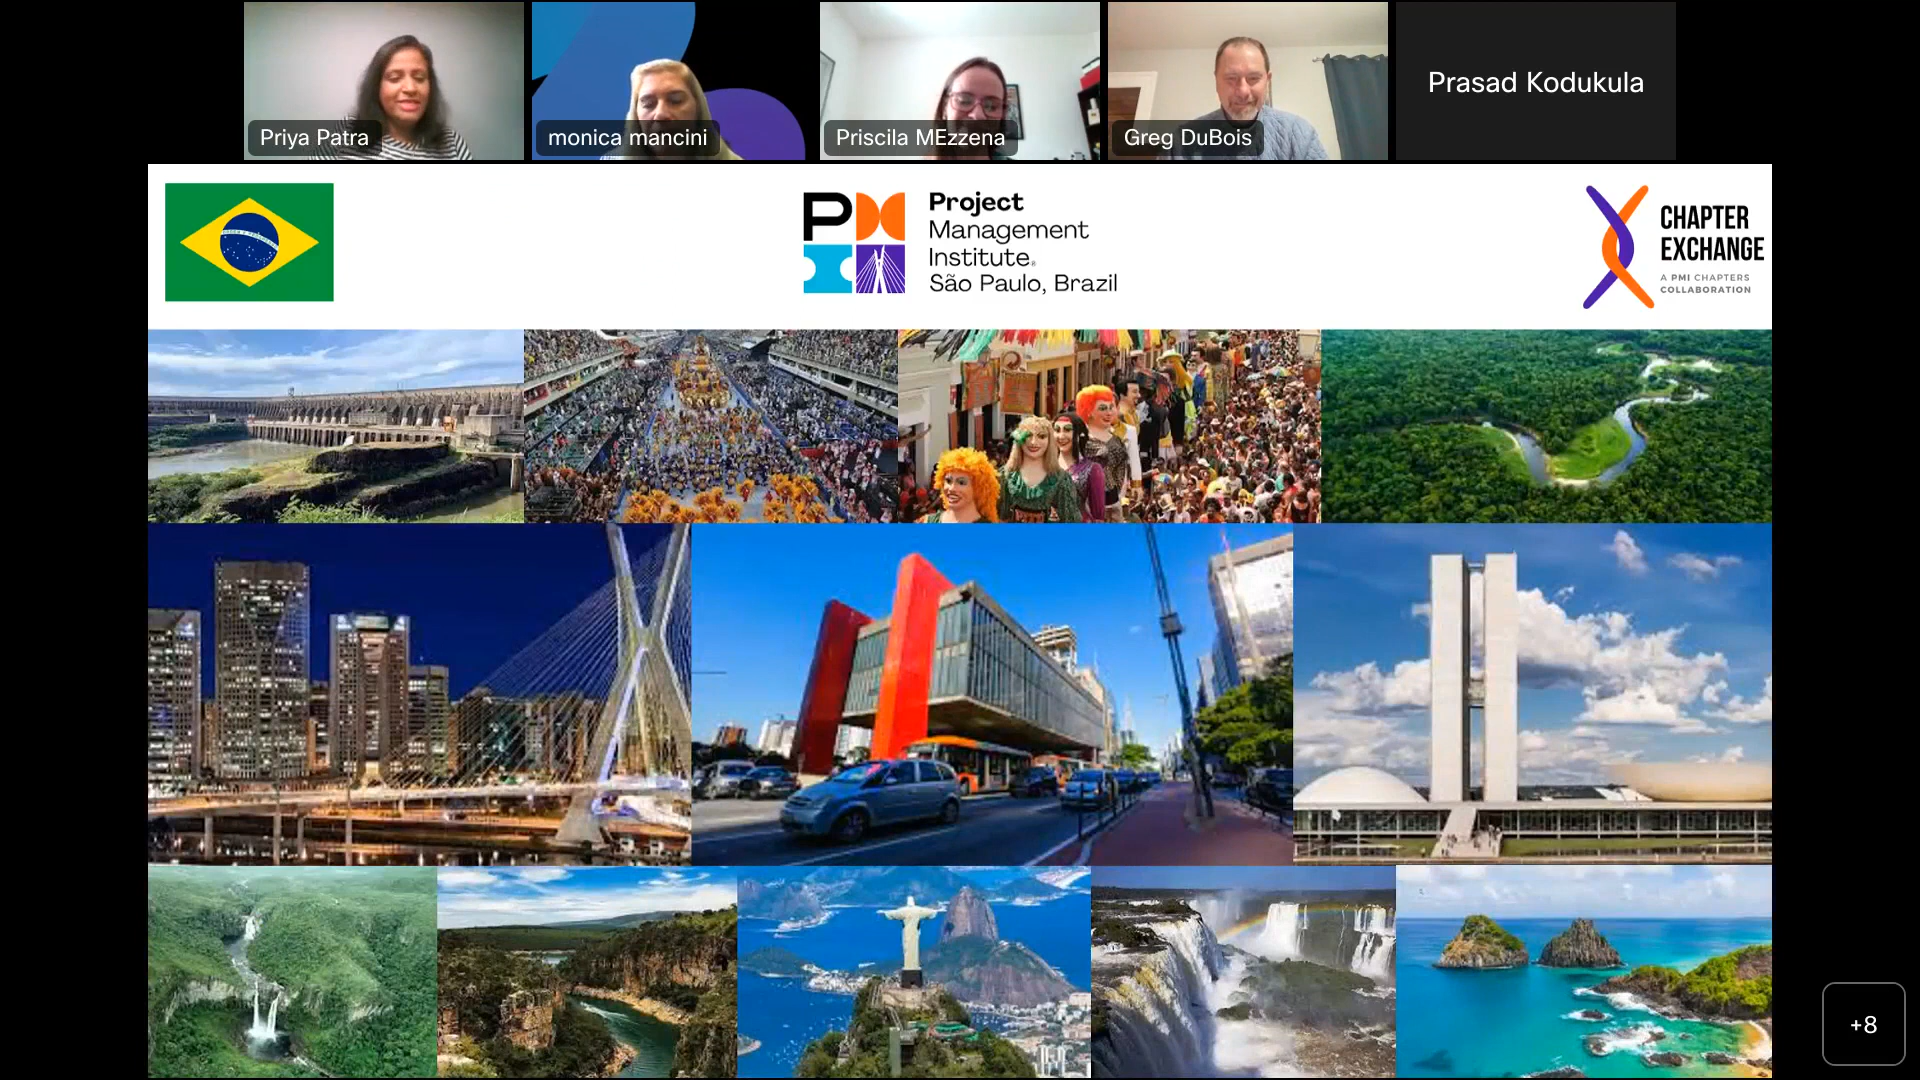 Priya Patra
monica mancini
Priscila MEzzena
Greg DuBois
Prasad Kodukula
PM
Project
Management
Institute®
São Paulo, Brazil
CHAPTER
EXCHANGE
A PMI CHAPTERS
COLLABORATION
+8